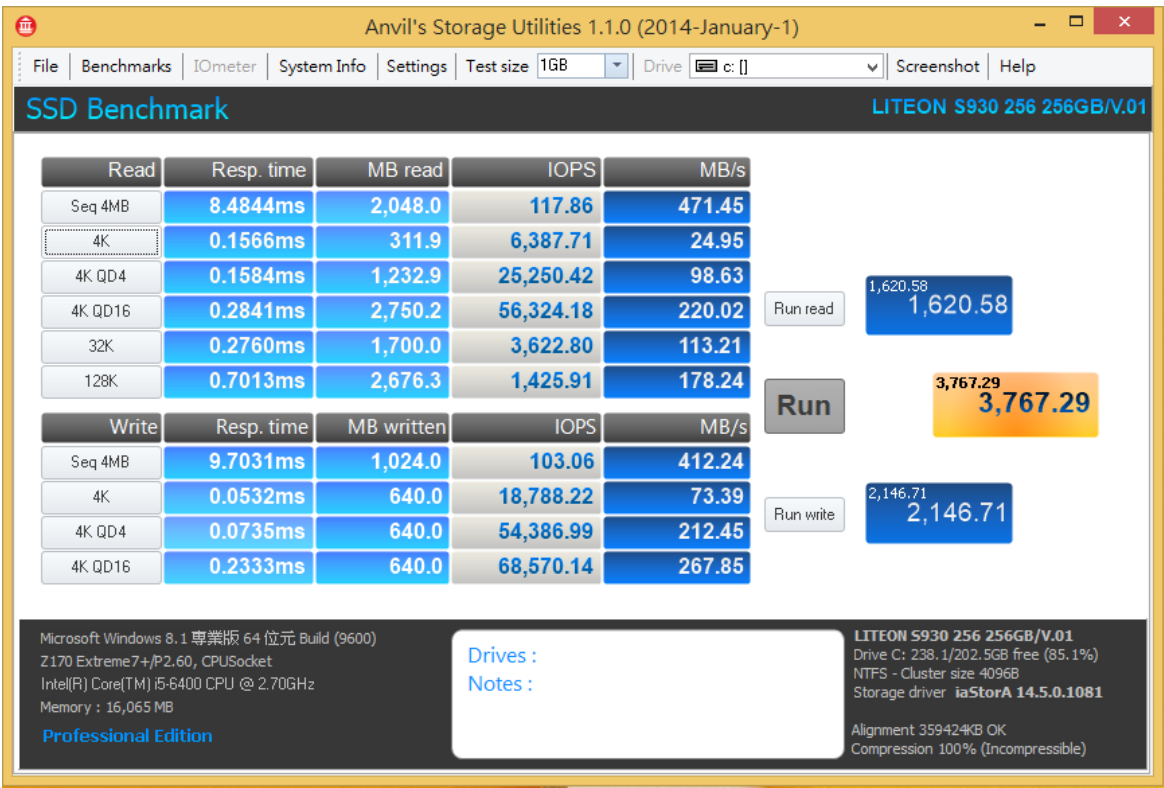 Anvil's Storage Utilities 1.1.0 (2014-January-1)
File Benchmarks IOmeter System Info Settings Test size 1GB Drive c: [] Screenshot Help
SSD Benchmark LITEON S930 256 256GB/V.01
Read Resp. time MB read IOPS MB/s
Seq 4MB 8.4844ms 2,048.0 117.86 471.45
4K 0.1566ms 311.9 6,387.71 24.95
4K QD4 0.1584ms 1,232.9 25,250.42 98.63
4K QD16 0.2841ms 2,750.2 56,324.18 220.02
32K 0.2760ms 1,700.0 3,622.80 113.21
128K 0.7013ms 2,676.3 1,425.91 178.24
Run read
1,620.58
1,620.58
Run
3,767.29
3,767.29
Write Resp. time MB written IOPS MB/s
Seq 4MB 9.7031ms 1,024.0 103.06 412.24
4K 0.0532ms 640.0 18,788.22 73.39
4K QD4 0.0735ms 640.0 54,386.99 212.45
4K QD16 0.2333ms 640.0 68,570.14 267.85
Run write
2,146.71
2,146.71
Microsoft Windows 8.1 專業版 64 位元 Build (9600)
Z170 Extreme7+/P2.60, CPUSocket
Intel(R) Core(TM) i5-6400 CPU @ 2.70GHz
Memory : 16,065 MB
Professional Edition
Drives :
Notes :
LITEON S930 256 256GB/V.01
Drive C: 238.1/202.5GB free (85.1%)
NTFS - Cluster size 4096B
Storage driver iaStorA 14.5.0.1081
Alignment 359424KB OK
Compression 100% (Incompressible)